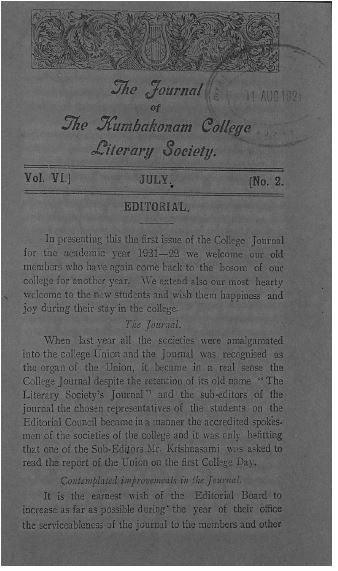 The Journal
OF
The Kumbakonam College
Literary Society.
11 AUG 1921
Vol. VI.]
JULY.
[No. 2.
EDITORIAL.
In presenting this the first issue of the College Journal
for the academic year 1921—22 we welcome our old
members who have again come back to the bosom of our
college for another year. We extend also our most hearty
welcome to the new students and wish them happiness and
joy during their stay in the college.
The Journal.
When last year all the societies were amalgamated
into the college Union and the Journal was recognised as
the organ of the Union, it became in a real sense the
College Journal despite the retention of its old name “ The
Literary Society's Journal ” and the sub-editors of the
journal the chosen representatives of the students on the
Editorial Council became in a manner the accredited spokes-
men of the societies of the college and it was only befitting
that one of the Sub-Editors Mr. Krishnasami was asked to
read the report of the Union on the first College Day.
Contemplated improvements in the Journal.
It is the earnest wish of the Editorial Board to
increase as far as possible during the year of their office
the serviceableness of the journal to the members and other